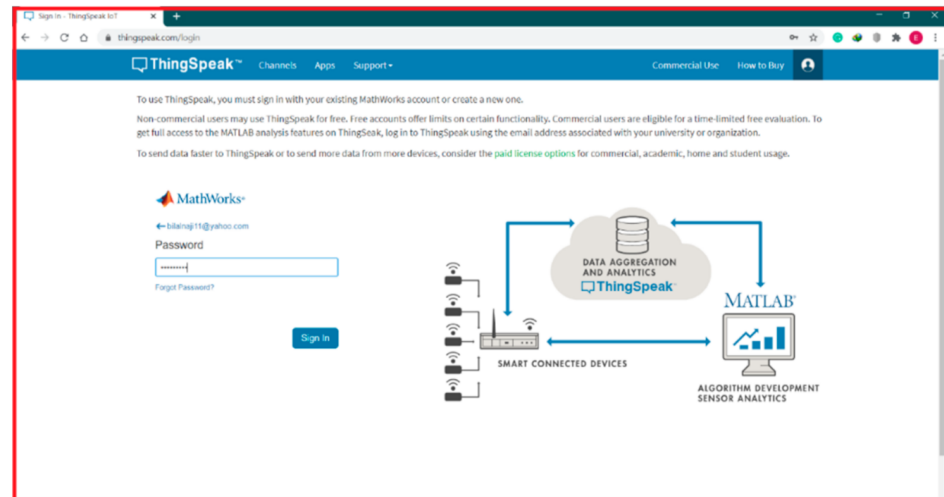 Sign In - ThingSpeak IoT
thingspeak.com/login
ThingSpeak™ Channels Apps Support Commercial Use How to Buy
To use ThingSpeak, you must sign in with your existing MathWorks account or create a new one.
Non-commercial users may use ThingSpeak for free. Free accounts offer limits on certain functionality. Commercial users are eligible for a time-limited free evaluation. To
get full access to the MATLAB analysis features on ThingSeak, log in to ThingSpeak using the email address associated with your university or organization.
To send data faster to ThingSpeak or to send more data from more devices, consider the paid license options for commercial, academic, home and student usage.
MathWorks®
bilainaji11@yahoo.com
Password
Forgot Password?
Sign In
DATA AGGREGATION
AND ANALYTICS
ThingSpeak™
MATLAB®
SMART CONNECTED DEVICES
ALGORITHM DEVELOPMENT
SENSOR ANALYTICS